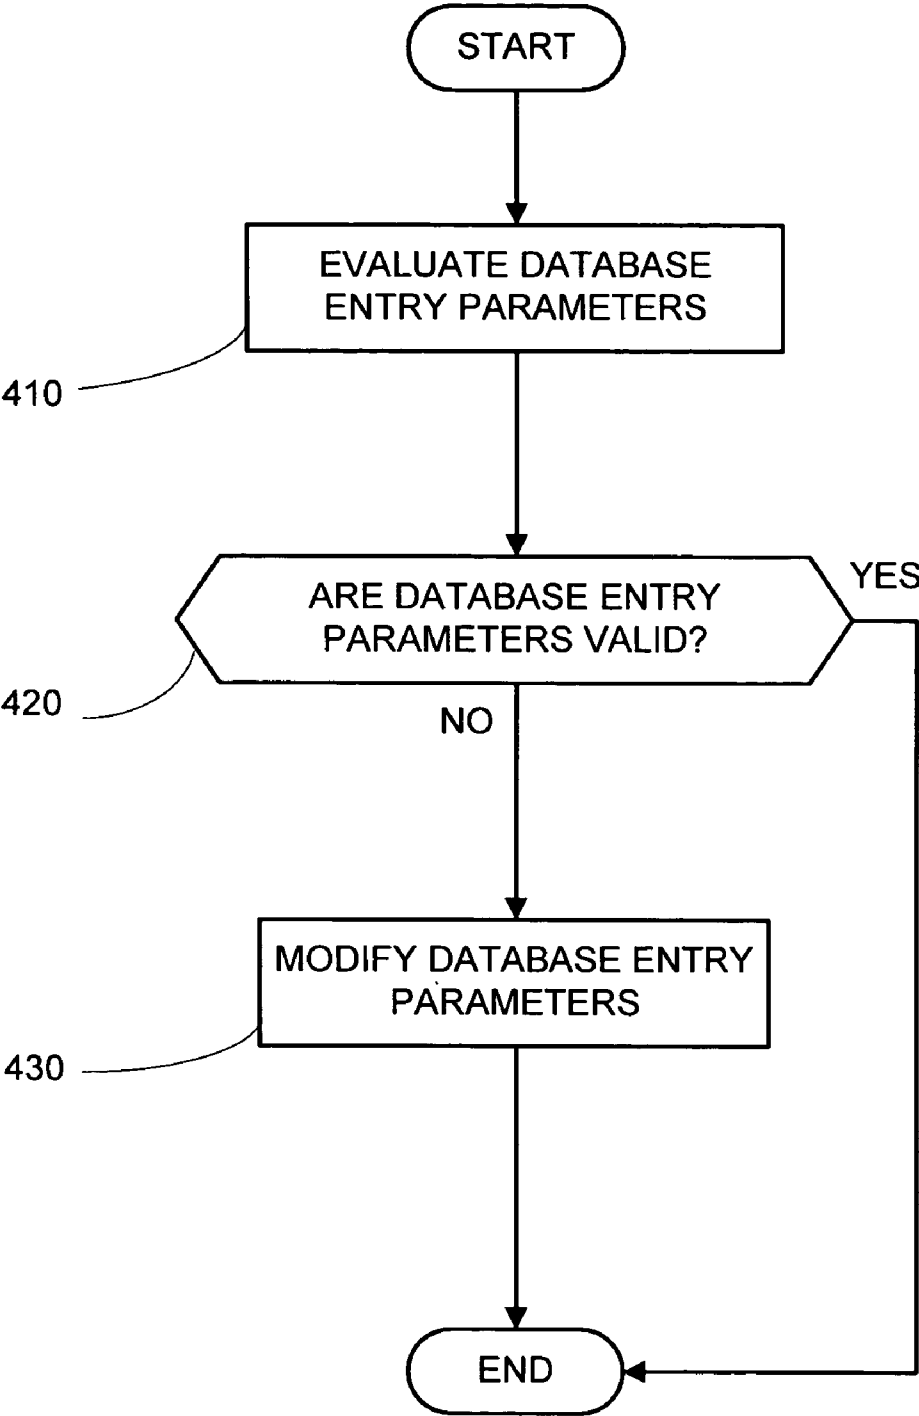 START
EVALUATE DATABASE
ENTRY PARAMETERS
410
ARE DATABASE ENTRY
PARAMETERS VALID?
YES
420
NO
MODIFY DATABASE ENTRY
PARAMETERS
430
END